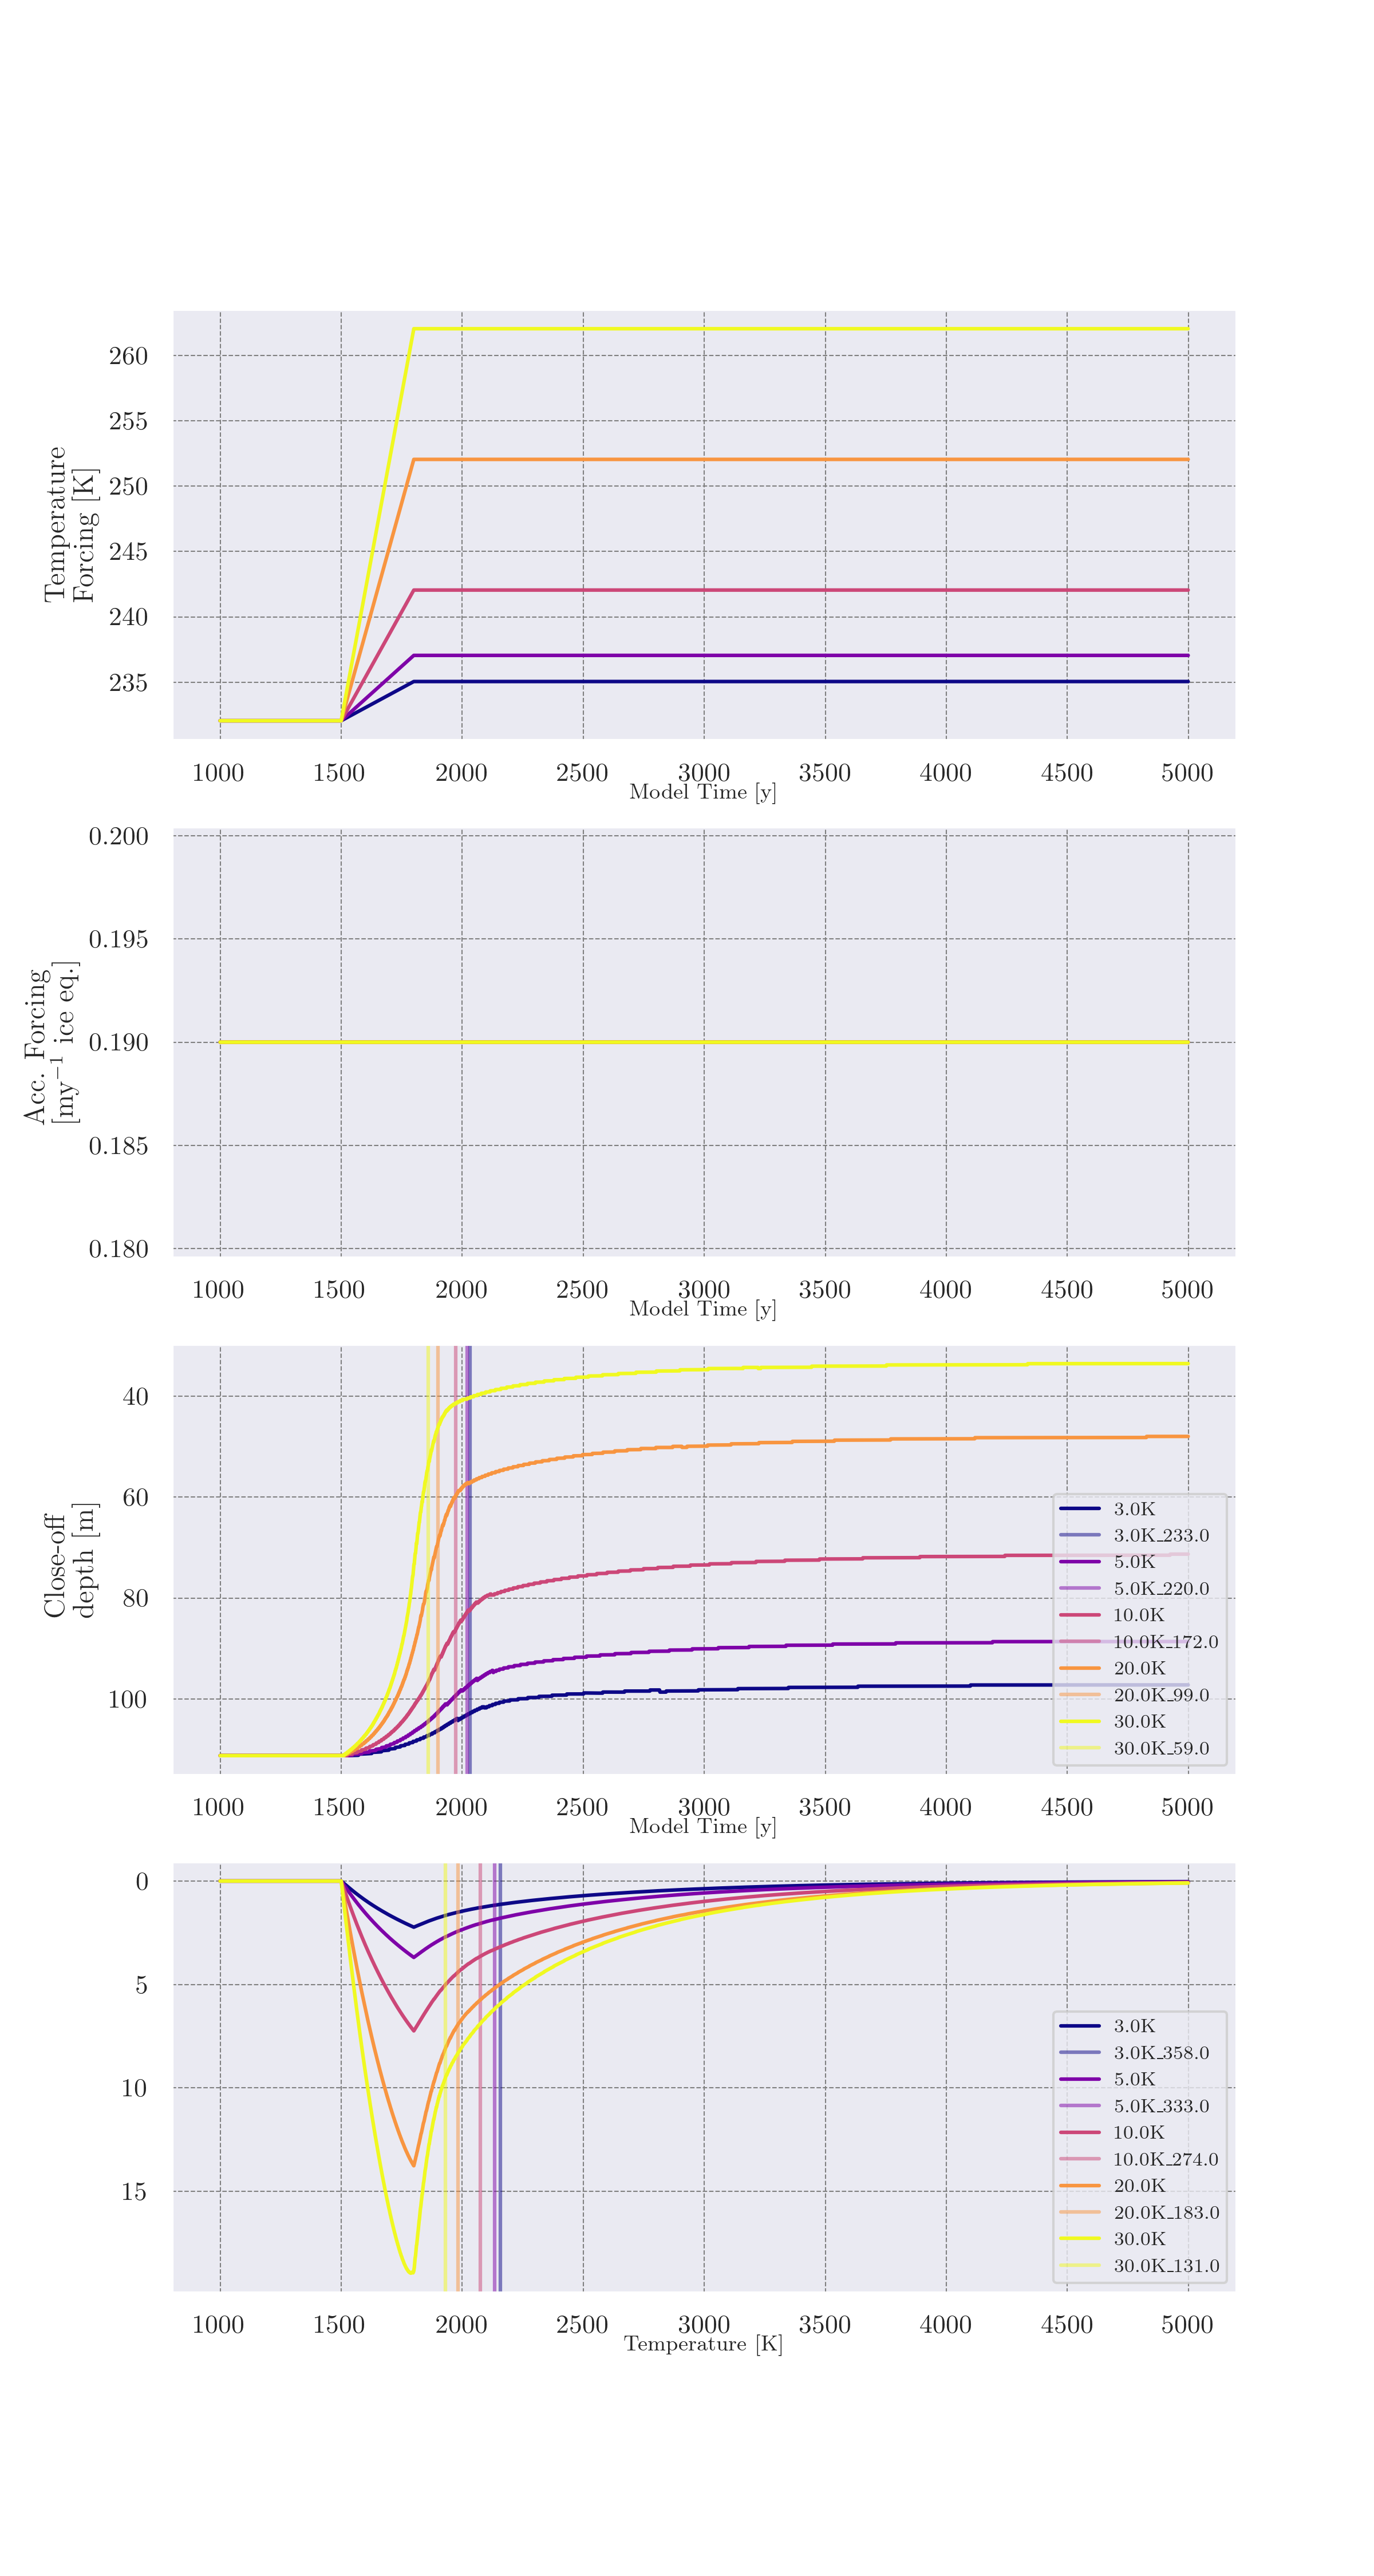 260
255
250
245
240
235
Temperature
Forcing [K]
1000 1500 2000 2500 3000 3500 4000 4500 5000
Model Time [y]
0.200
0.195
0.190
0.185
0.180
Acc. Forcing
[my⁻¹ ice eq.]
1000 1500 2000 2500 3000 3500 4000 4500 5000
Model Time [y]
40
60
80
100
Close-off
depth [m]
3.0K
3.0K_233.0
5.0K
5.0K_220.0
10.0K
10.0K_172.0
20.0K
20.0K_99.0
30.0K
30.0K_59.0
1000 1500 2000 2500 3000 3500 4000 4500 5000
Model Time [y]
0
5
10
15
3.0K
3.0K_358.0
5.0K
5.0K_333.0
10.0K
10.0K_274.0
20.0K
20.0K_183.0
30.0K
30.0K_131.0
1000 1500 2000 2500 3000 3500 4000 4500 5000
Temperature [K]